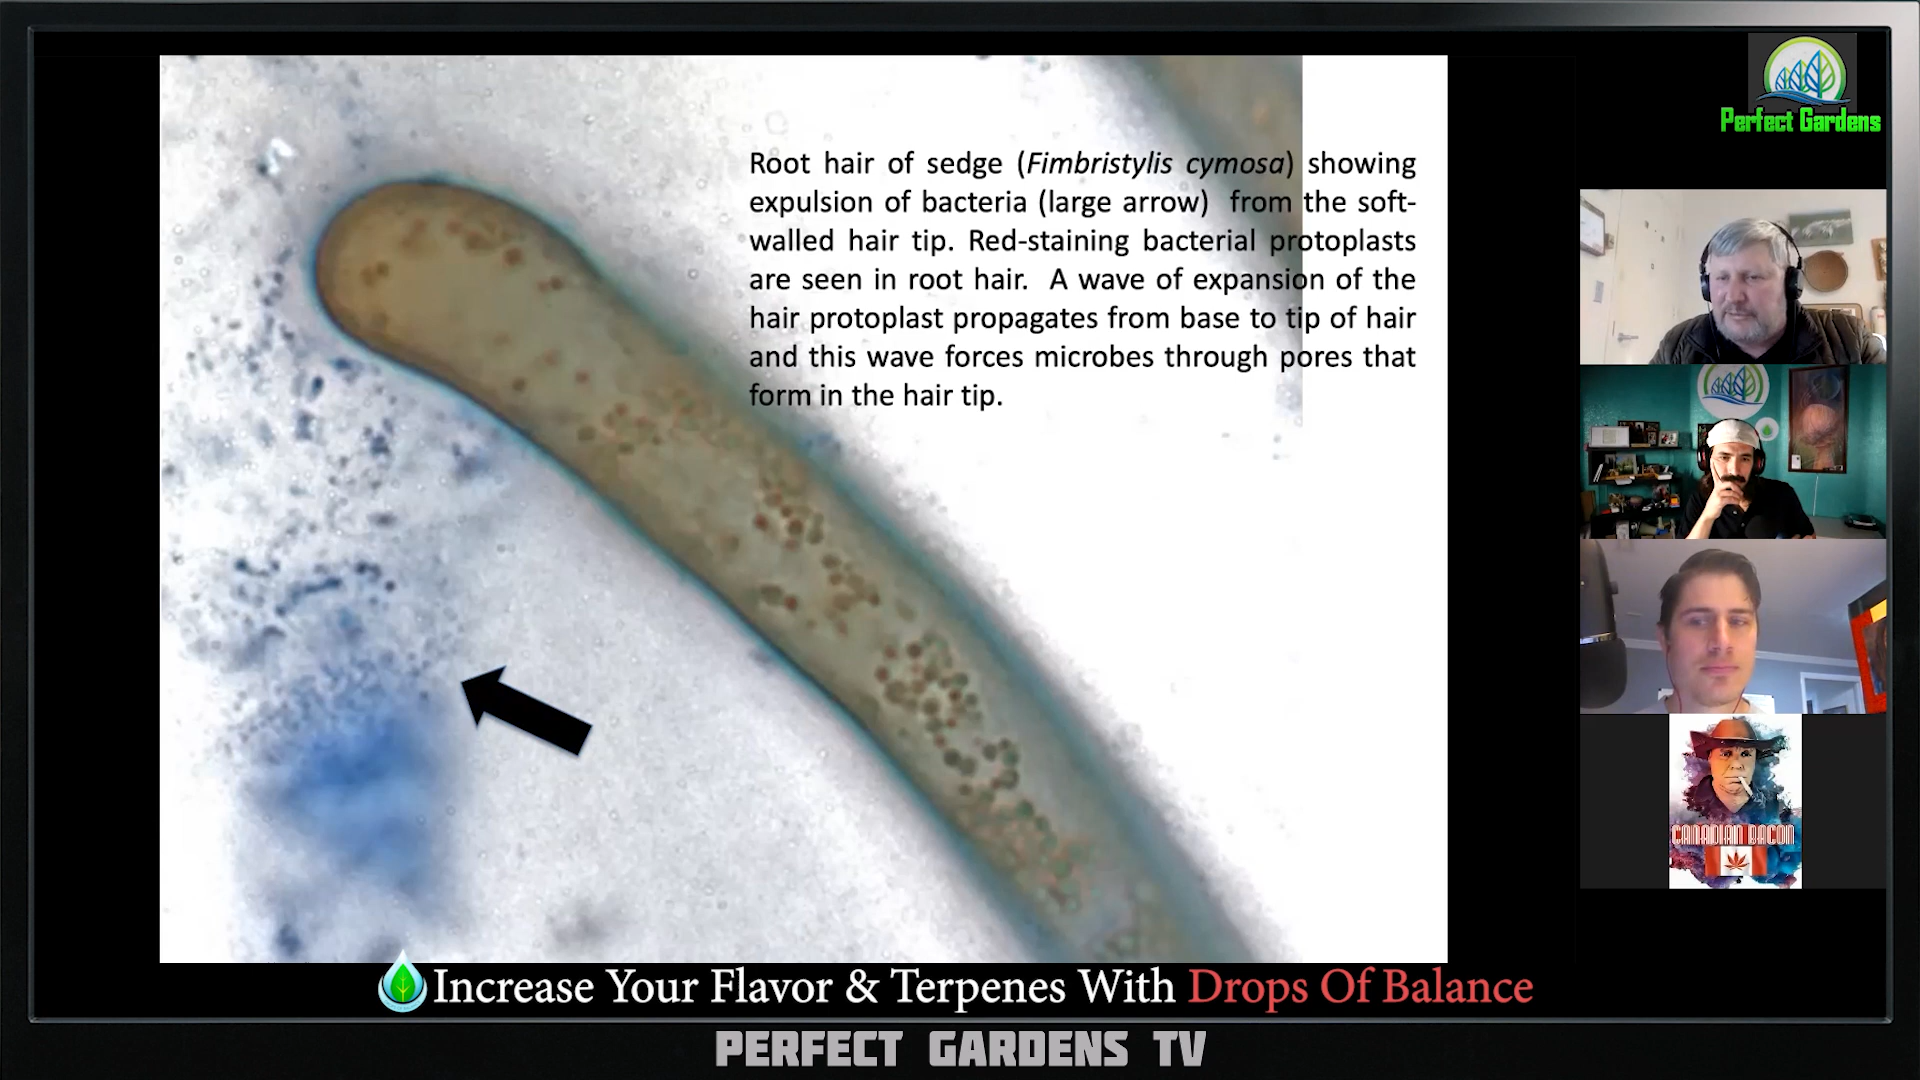 Perfect Gardens
Root hair of sedge (Fimbristylis cymosa) showing
expulsion of bacteria (large arrow) from the soft-
walled hair tip. Red-staining bacterial protoplasts
are seen in root hair. A wave of expansion of the
hair protoplast propagates from base to tip of hair
and this wave forces microbes through pores that
form in the hair tip.
CANADIAN BACON
Increase Your Flavor & Terpenes With Drops Of Balance
PERFECT GARDENS TV